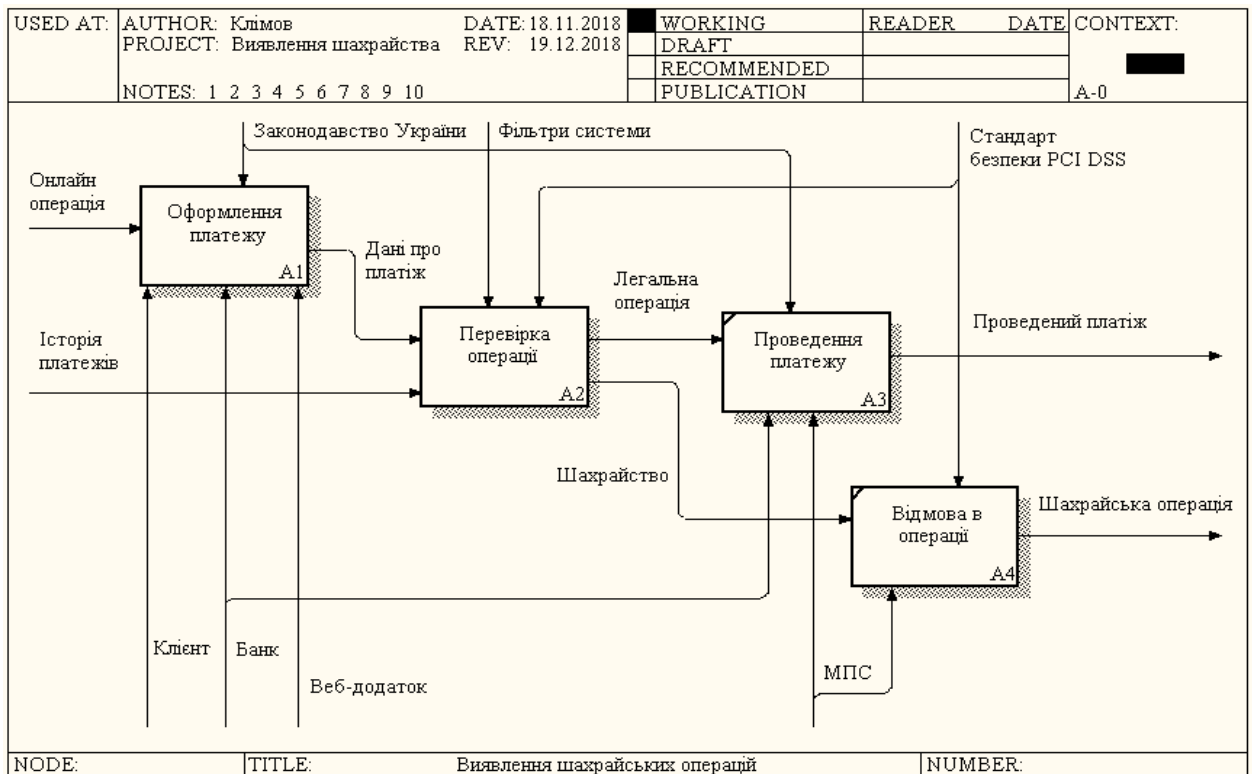 USED AT:
AUTHOR: Клімов
DATE: 18.11.2018
PROJECT: Виявлення шахрайства
REV: 19.12.2018
NOTES: 1 2 3 4 5 6 7 8 9 10
WORKING
DRAFT
RECOMMENDED
PUBLICATION
READER DATE
CONTEXT:
A-0
Законодавство України
Фільтри системи
Стандарт
безпеки PCI DSS
Онлайн
операція
Оформлення
платежу
A1
Дані про
платіж
Легальна
операція
Історія
платежів
Перевірка
операції
A2
Проведення
платежу
A3
Проведений платіж
Шахрайство
Відмова в
операції
A4
Шахрайська операція
Клієнт
Банк
Веб-додаток
МПС
NODE:
TITLE:
Виявлення шахрайських операцій
NUMBER: